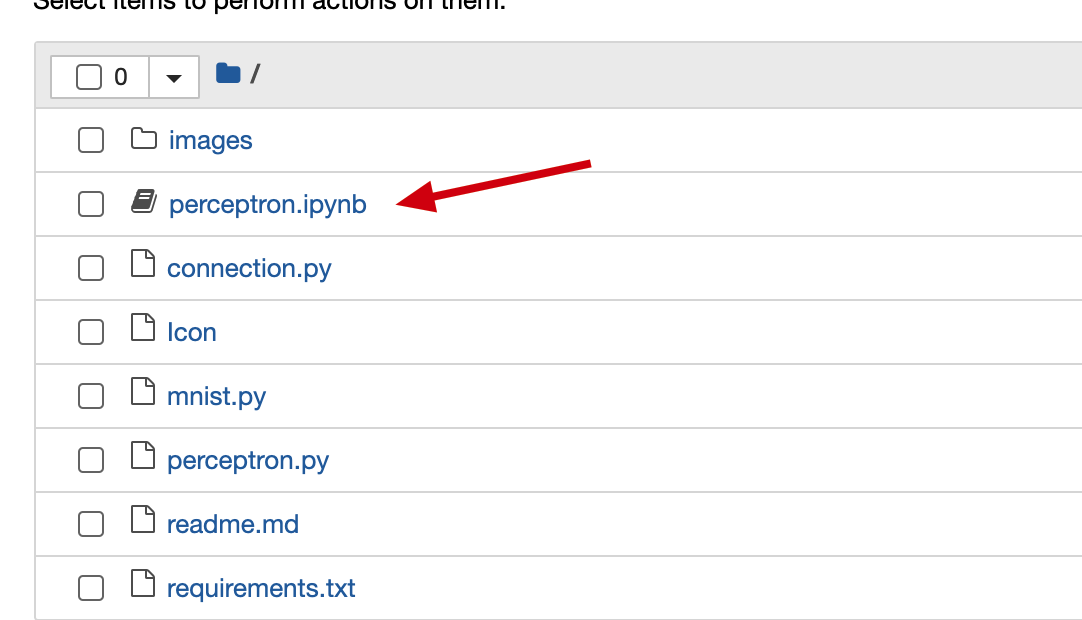 Select items to perform actions on them.
0 /
images
perceptron.ipynb
connection.py
Icon
mnist.py
perceptron.py
readme.md
requirements.txt